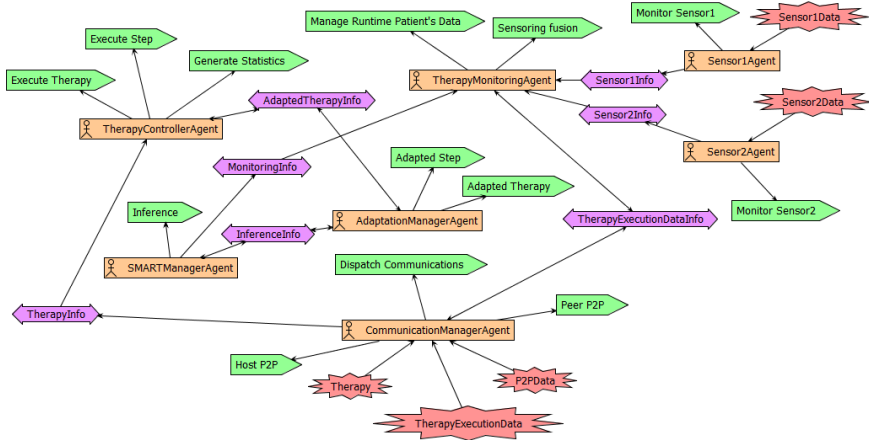 Monitor Sensor1
Sensor1Data
Manage Runtime Patient's Data
Sensoring fusion
Execute Step
Generate Statistics
Sensor1Agent
Execute Therapy
TherapyMonitoringAgent
Sensor1Info
AdaptedTherapyInfo
Sensor2Data
Sensor2Info
TherapyControllerAgent
Sensor2Agent
MonitoringInfo
Adapted Step
Adapted Therapy
Inference
Monitor Sensor2
AdaptationManagerAgent
TherapyExecutionDataInfo
InferenceInfo
SMARTManagerAgent
Dispatch Communications
Peer P2P
TherapyInfo
CommunicationManagerAgent
Host P2P
Therapy
P2PData
TherapyExecutionData